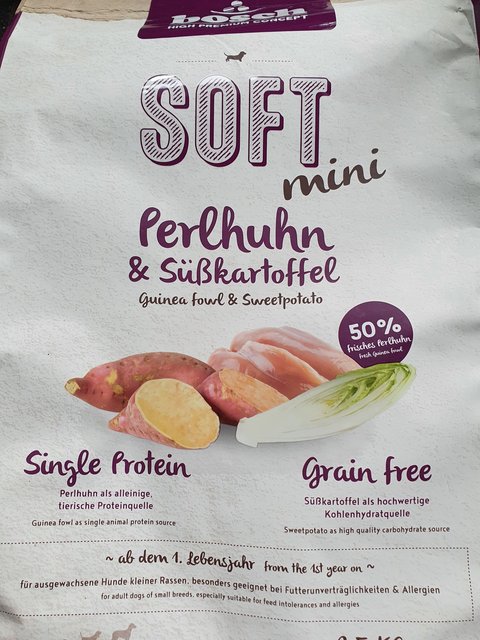 bosch
HIGH PREMIUM CONCEPT
SOFT
mini
Perlhuhn
& Süßkartoffel
Guinea fowl & Sweetpotato
50%
frisches Perlhuhn
fresh Guinea fowl
Single Protein
Perlhuhn als alleinige,
tierische Proteinquelle
Guinea fowl as single animal protein source
Grain free
Süßkartoffel als hochwertige
Kohlenhydratquelle
Sweetpotato as high quality carbohydrate source
~ ab dem 1. Lebensjahr from the 1st year on ~
für ausgewachsene Hunde kleiner Rassen, besonders geeignet bei Futterunverträglichkeiten & Allergien
for adult dogs of small breeds, especially suitable for feed intolerances and allergies